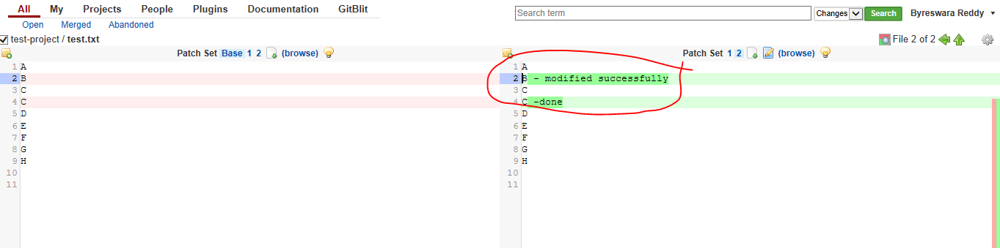 All My Projects People Plugins Documentation GitBlit Search term Changes Search Byreswara Reddy
Open Merged Abandoned
test-project / test.txt File 2 of 2
Patch Set Base 1 2 (browse) Patch Set 1 2 (browse)
1 A 1 A
2 B 2 B - modified successfully
3 C 3 C
4 C 4 C -done
5 D 5 D
6 E 6 E
7 F 7 F
8 G 8 G
9 H 9 H
10 10
11 11